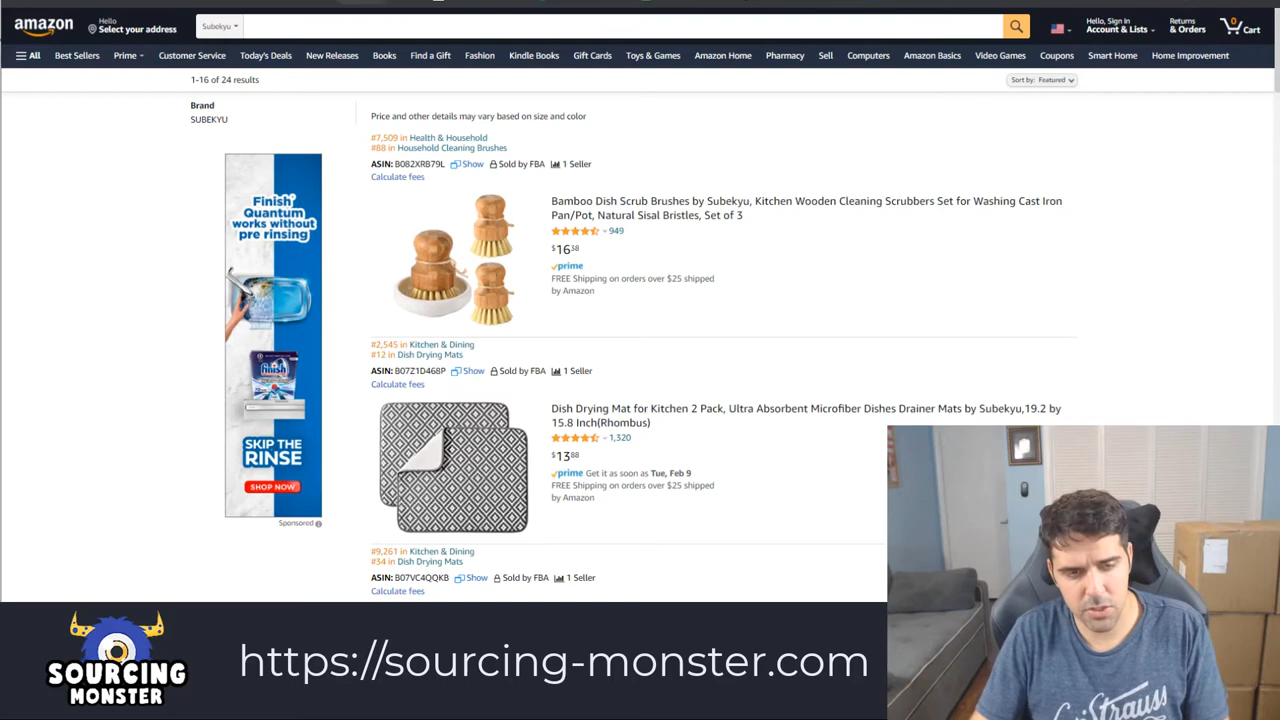 amazon
Hello
Select your address
Subekyu
Hello, Sign in
Account & Lists
Returns
& Orders
0
Cart
All
Best Sellers
Prime
Customer Service
Today's Deals
New Releases
Books
Find a Gift
Fashion
Kindle Books
Gift Cards
Toys & Games
Amazon Home
Pharmacy
Sell
Computers
Amazon Basics
Video Games
Coupons
Smart Home
Home Improvement
1-16 of 24 results
Sort by: Featured
Brand
SUBEKYU
Price and other details may vary based on size and color
#7,509 in Health & Household
#88 in Household Cleaning Brushes
ASIN: B082XRB79L Show Sold by FBA 1 Seller
Calculate fees
Bamboo Dish Scrub Brushes by Subekyu, Kitchen Wooden Cleaning Scrubbers Set for Washing Cast Iron
Pan/Pot, Natural Sisal Bristles, Set of 3
949
$16 38
prime
FREE Shipping on orders over $25 shipped
by Amazon
#2,545 in Kitchen & Dining
#12 in Dish Drying Mats
ASIN: B07Z1D468P Show Sold by FBA 1 Seller
Calculate fees
Dish Drying Mat for Kitchen 2 Pack, Ultra Absorbent Microfiber Dishes Drainer Mats by Subekyu,19.2 by
15.8 Inch(Rhombus)
1,320
$13 88
prime Get it as soon as Tue, Feb 9
FREE Shipping on orders over $25 shipped
by Amazon
#9,261 in Kitchen & Dining
#34 in Dish Drying Mats
ASIN: B07VC4QQKB Show Sold by FBA 1 Seller
Calculate fees
Finish
Quantum
works without
pre rinsing
finish
SKIP THE
RINSE
SHOP NOW
Sponsored
SOURCING
MONSTER
https://sourcing-monster.com